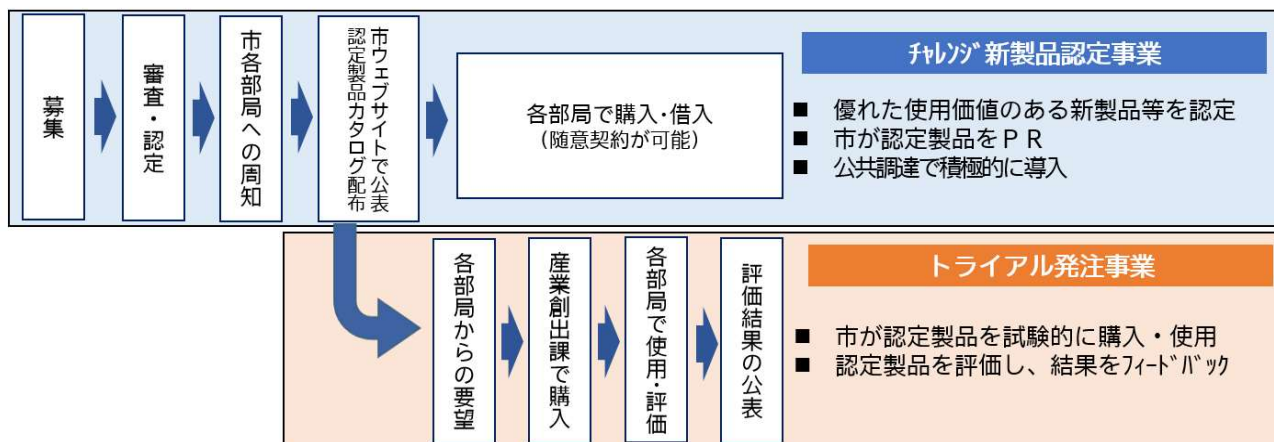 募集
審査・認定
市各部局への周知
市ウェブサイトで公表
認定製品カタログ配布
各部局で購入・借入
(随意契約が可能)
ﾁｬﾚﾝｼﾞ新製品認定事業
■ 優れた使用価値のある新製品等を認定
■ 市が認定製品をＰＲ
■ 公共調達で積極的に導入
各部局からの要望
産業創出課で購入
各部局で使用・評価
評価結果の公表
トライアル発注事業
■ 市が認定製品を試験的に購入・使用
■ 認定製品を評価し、結果をﾌｨｰﾄﾞﾊﾞｯｸ